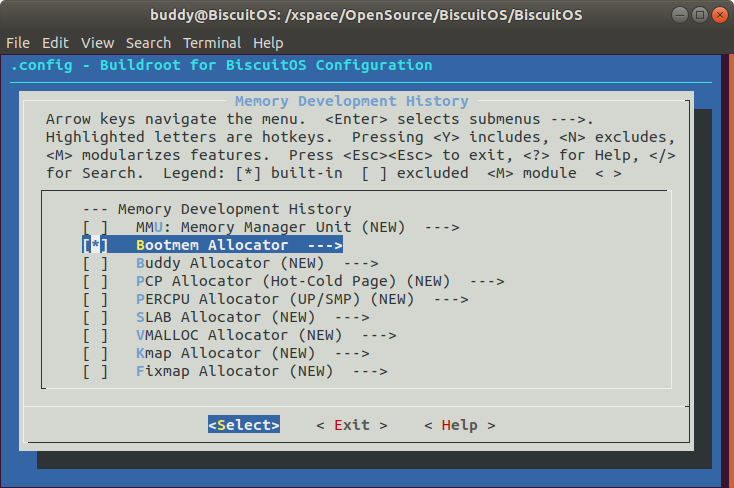 buddy@BiscuitOS: /xspace/OpenSource/BiscuitOS/BiscuitOS
File Edit View Search Terminal Help
.config - Buildroot for BiscuitOS Configuration
Memory Development History
Arrow keys navigate the menu. <Enter> selects submenus --->.
Highlighted letters are hotkeys. Pressing <Y> includes, <N> excludes,
<M> modularizes features. Press <Esc><Esc> to exit, <?> for Help, </>
for Search. Legend: [*] built-in [ ] excluded <M> module < >
--- Memory Development History
[ ] MMU: Memory Manager Unit (NEW) --->
[*] Bootmem Allocator --->
[ ] Buddy Allocator (NEW) --->
[ ] PCP Allocator (Hot-Cold Page) (NEW) --->
[ ] PERCPU Allocator (UP/SMP) (NEW) --->
[ ] SLAB Allocator (NEW) --->
[ ] VMALLOC Allocator (NEW) --->
[ ] Kmap Allocator (NEW) --->
[ ] Fixmap Allocator (NEW) --->
<Select> < Exit > < Help >